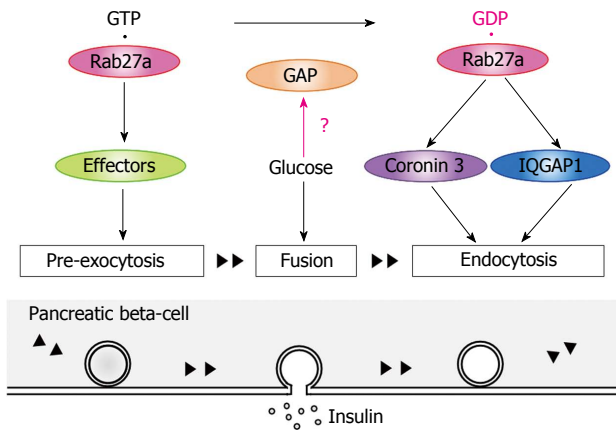 GTP
GDP
Rab27a
Rab27a
GAP
?
Effectors
Glucose
Coronin 3
IQGAP1
Pre-exocytosis
Fusion
Endocytosis
Pancreatic beta-cell
Insulin